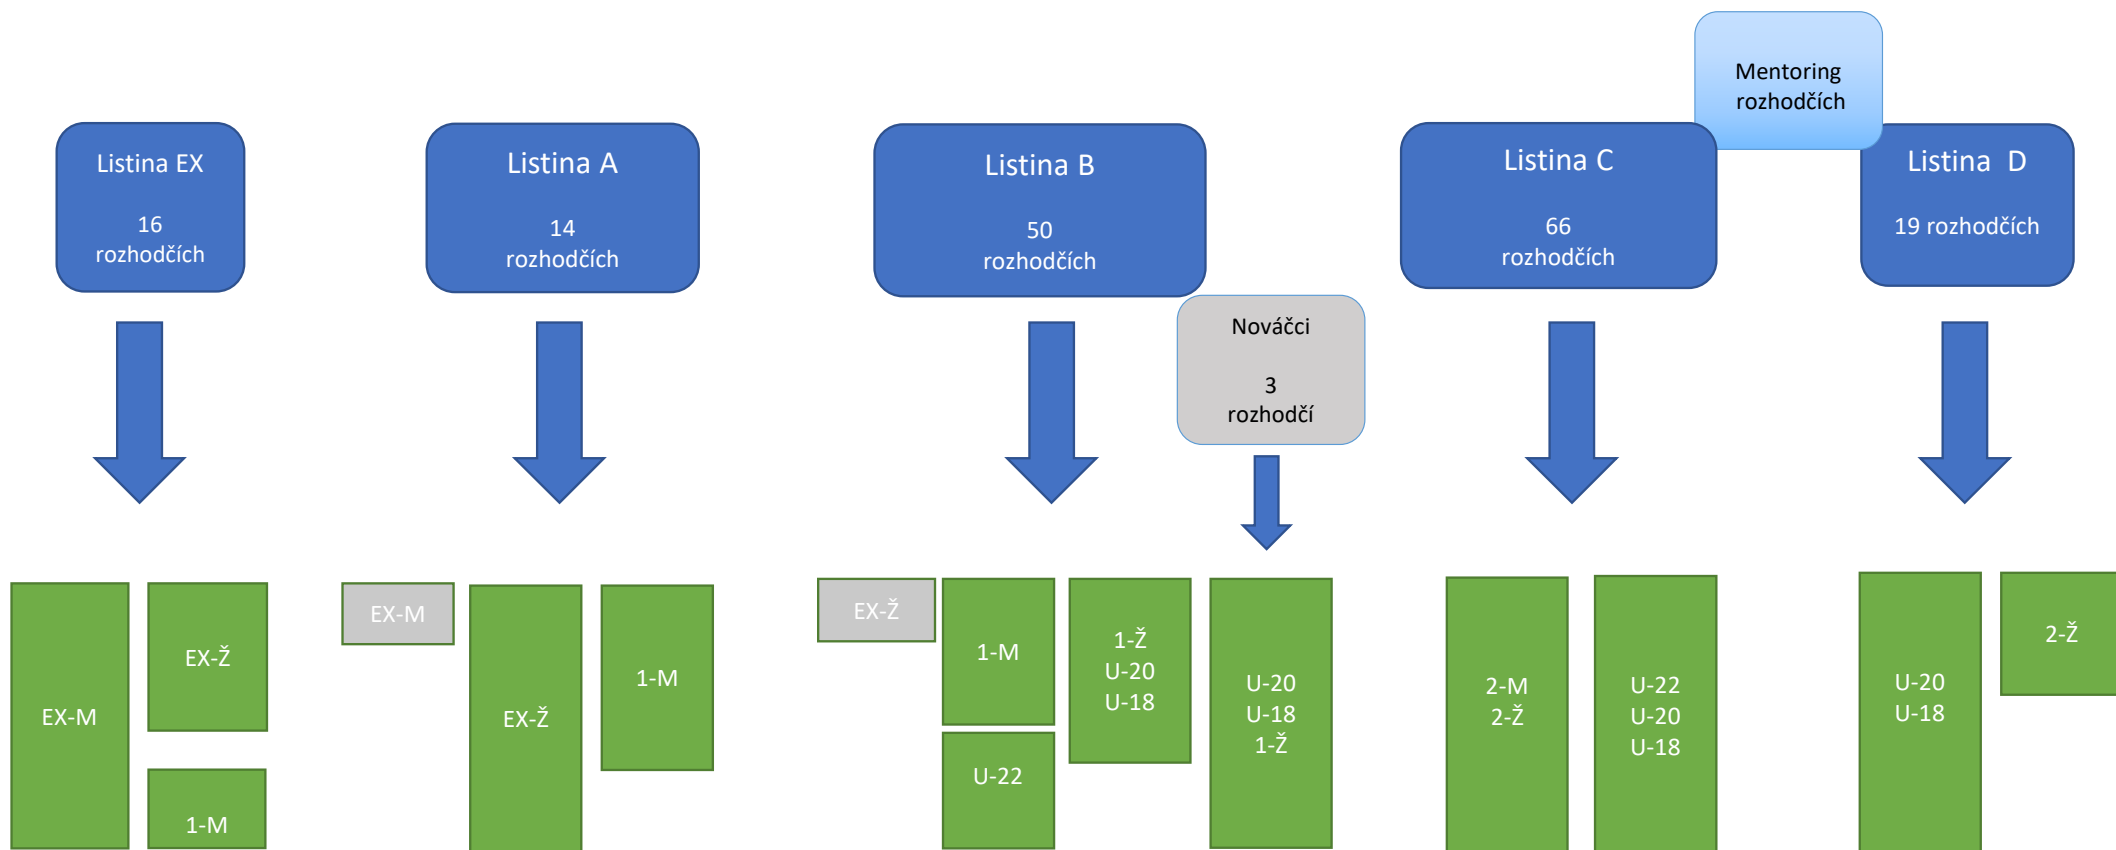 Mentoring
rozhodčích
Listina EX
16
rozhodčích
Listina A
14
rozhodčích
Listina B
50
rozhodčích
Listina C
66
rozhodčích
Listina  D
19 rozhodčích
Nováčci
3
rozhodčí
EX-M
EX-Ž
1-M
EX-M
EX-Ž
1-M
EX-Ž
1-M
U-22
1-Ž
U-20
U-18
U-20
U-18
1-Ž
2-M
2-Ž
U-22
U-20
U-18
U-20
U-18
2-Ž